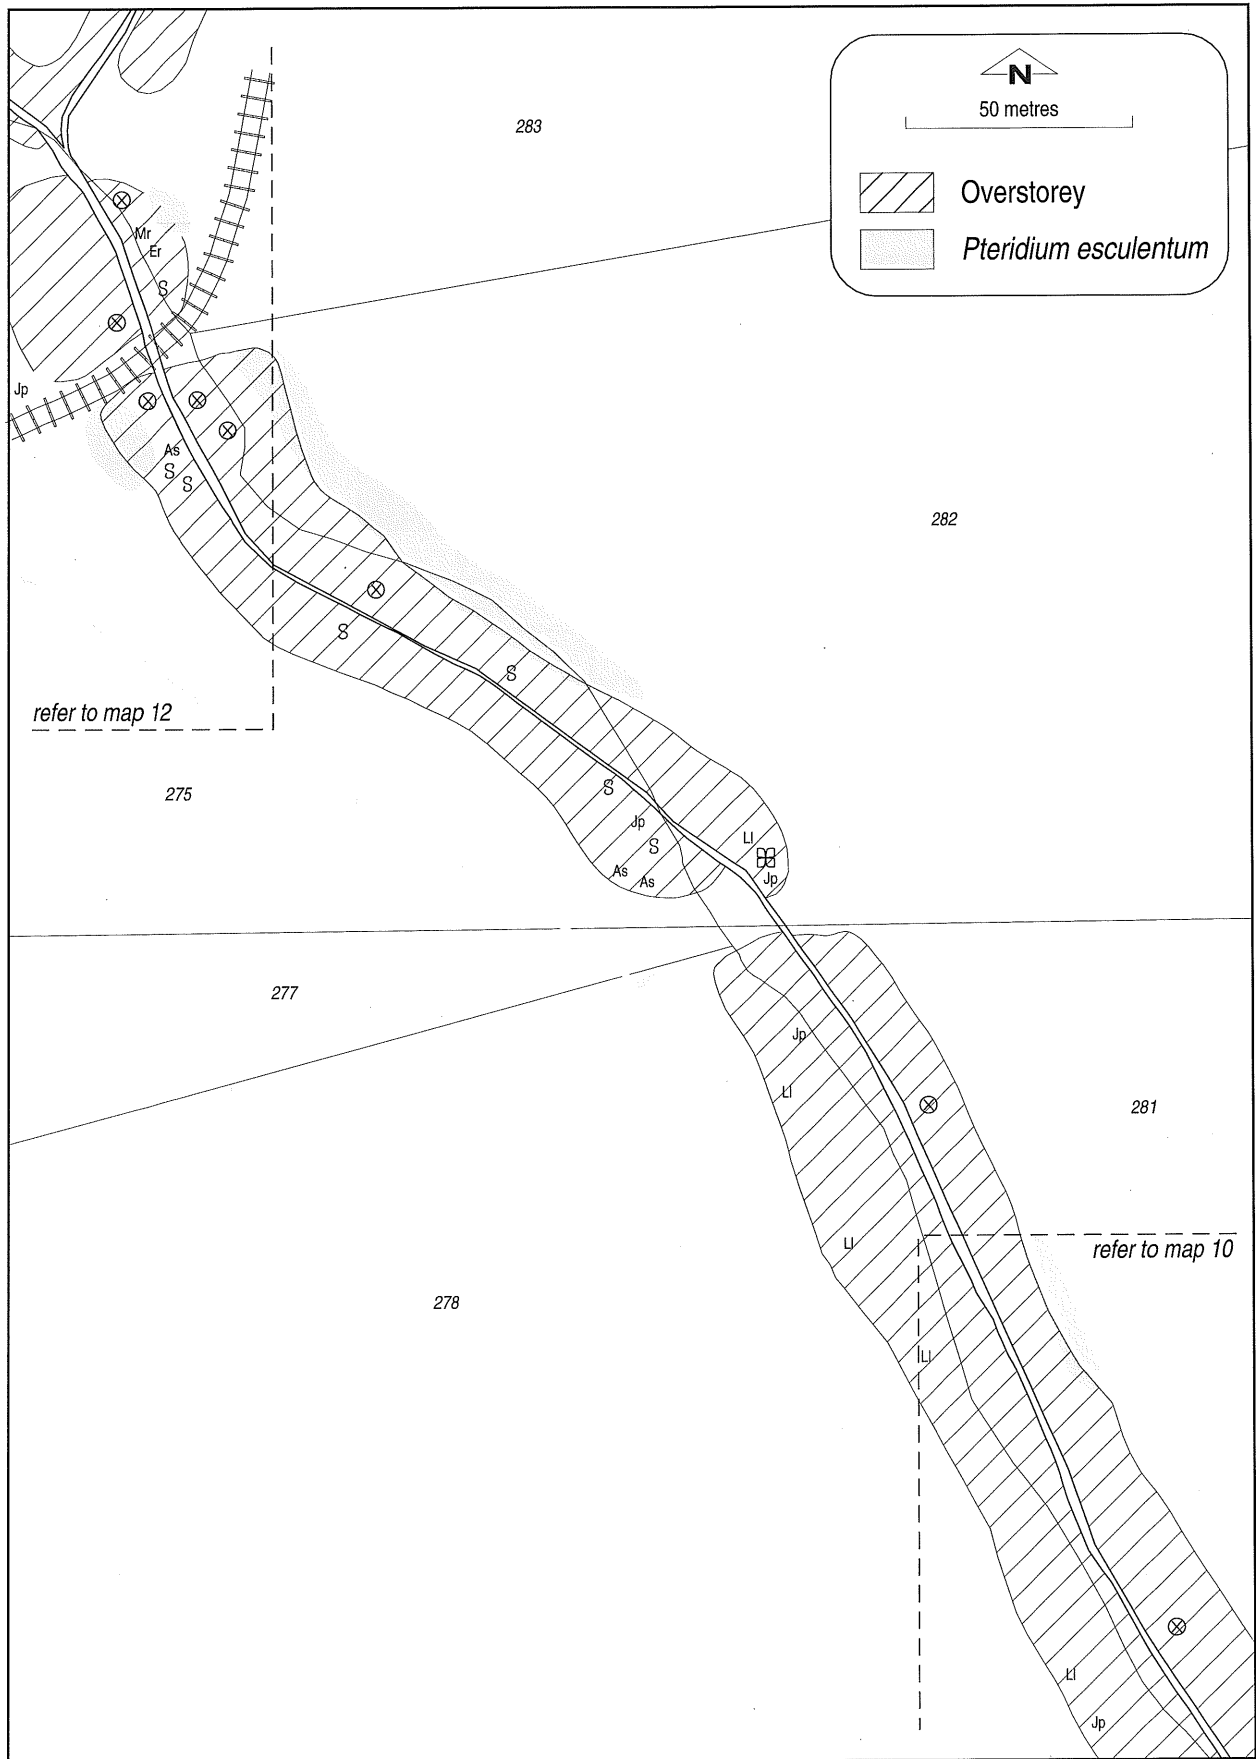 N
50 metres
Overstorey
Pteridium esculentum
283
Mr
Er
S
Jp
As
S
S
282
S
S
refer to map 12
275
S
Jp
S
Ll
Jp
As
As
277
Jp
Ll
281
Ll
refer to map 10
278
Ll
Ll
Jp